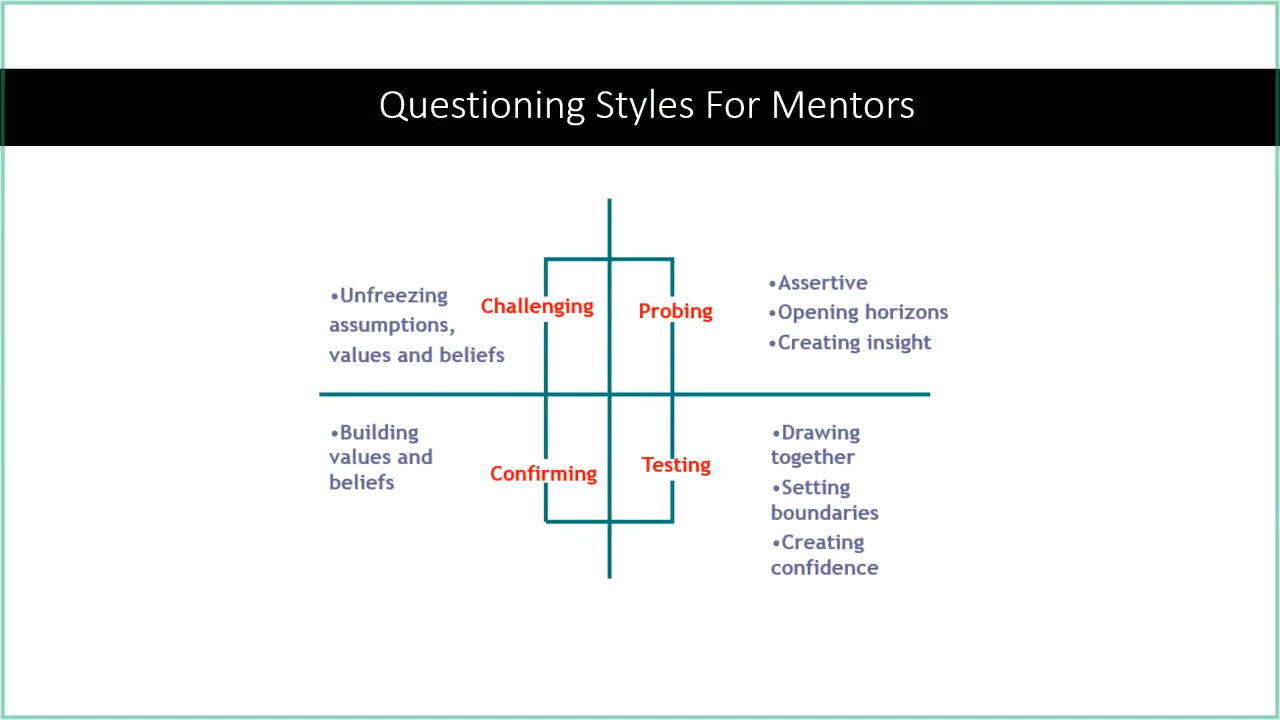 Questioning Styles For Mentors
•Unfreezing
assumptions,
values and beliefs
Challenging
Probing
•Assertive
•Opening horizons
•Creating insight
•Building
values and
beliefs
Confirming
Testing
•Drawing
together
•Setting
boundaries
•Creating
confidence